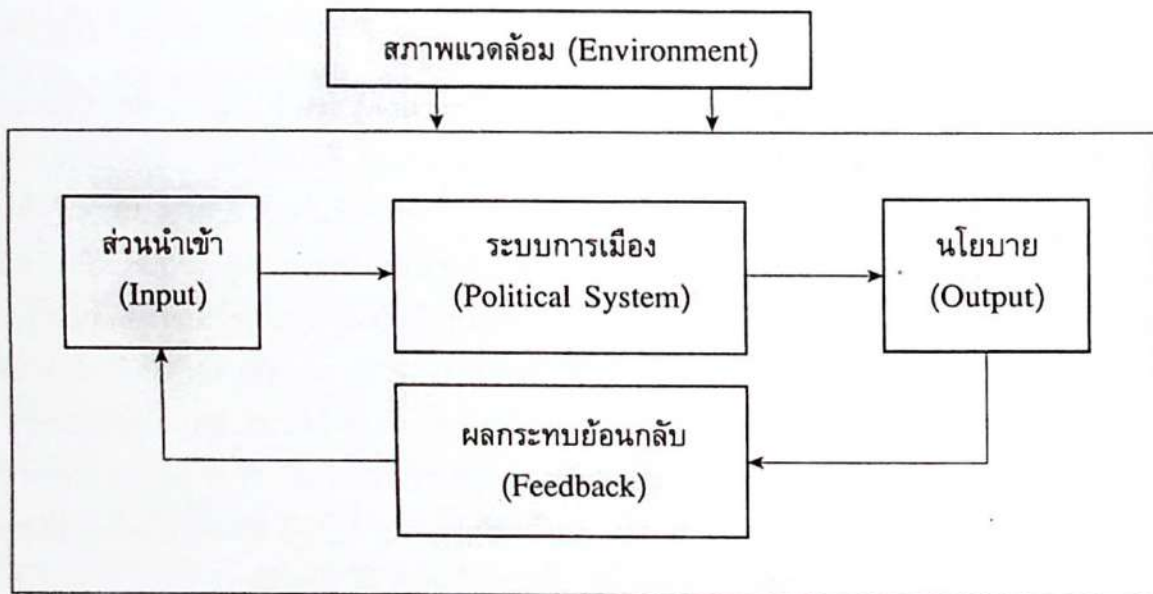 สภาพแวดล้อม (Environment)
ส่วนนำเข้า
(Input)
ระบบการเมือง
(Political System)
นโยบาย
(Output)
ผลกระทบย้อนกลับ
(Feedback)